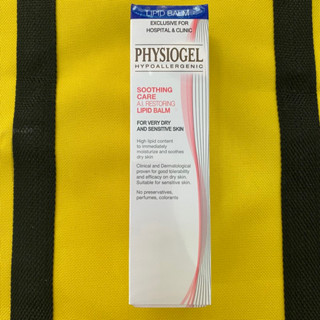 LIPID BALM
EXCLUSIVE FOR
HOSPITAL & CLINIC
PHYSIOGEL
HYPOALLERGENIC
SOOTHING
CARE
A.I. RESTORING
LIPID BALM
FOR VERY DRY
AND SENSITIVE SKIN
High lipid content
to immediately
moisturize and soothes
dry skin
Clinical and Dermatological
proven for good tolerability
and efficacy on dry skin.
Suitable for sensitive skin.
No preservatives,
perfumes, colorants